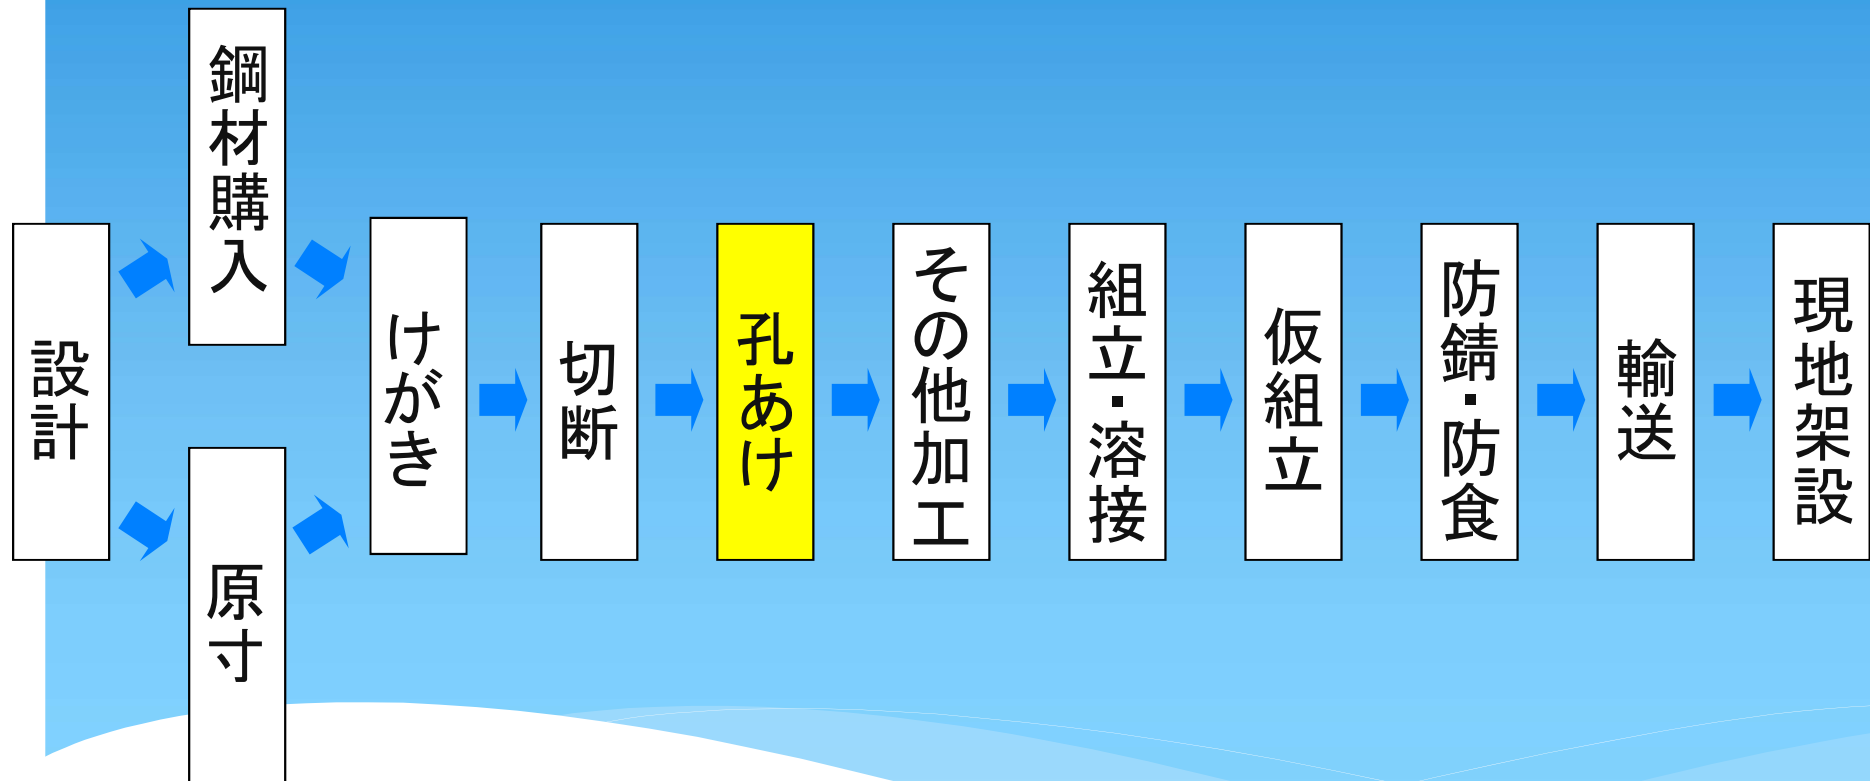 設計
鋼材購入
原寸
けがき
切断
孔あけ
その他加工
組立・溶接
仮組立
防錆・防食
輸送
現地架設